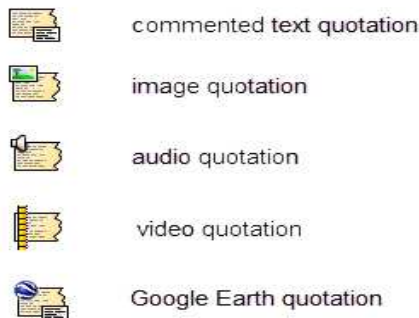 commented text quotation
image quotation
audio quotation
video quotation
Google Earth quotation